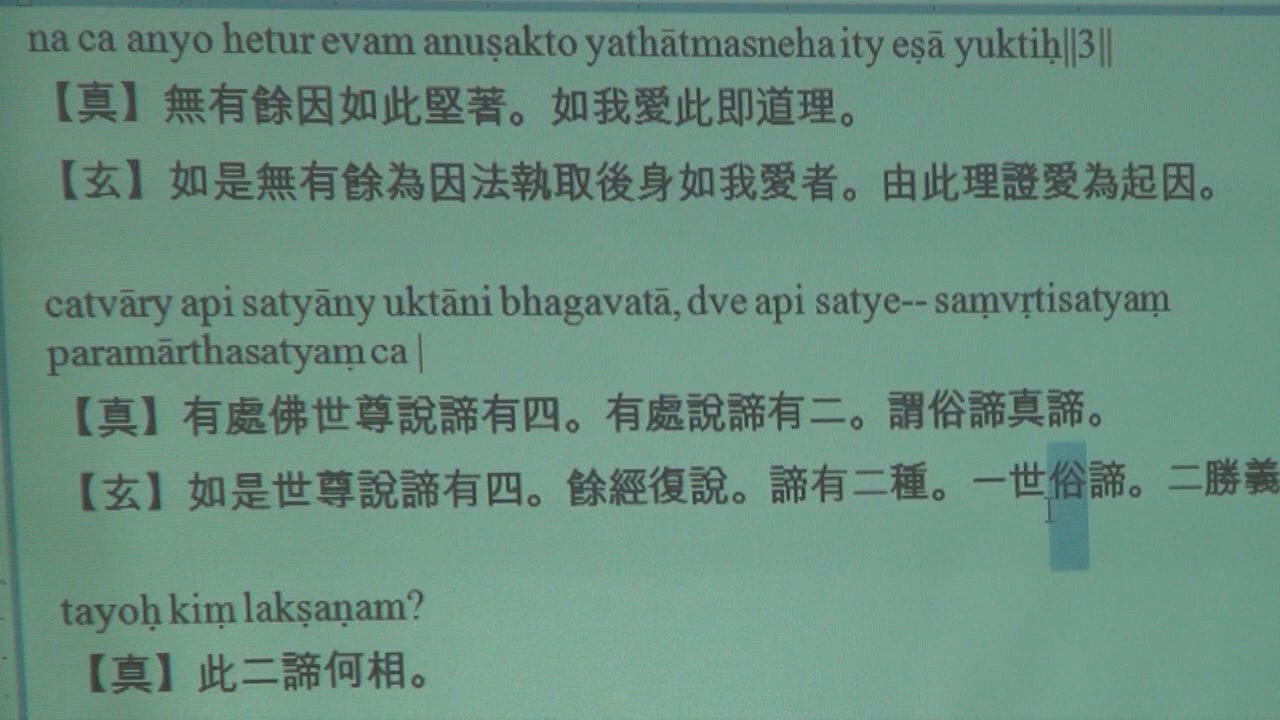 na ca anyo hetur evam anuṣakto yathātmasneha ity eṣā yuktiḥ||3||
【真】無有餘因如此堅著。如我愛此即道理。
【玄】如是無有餘為因法執取後身如我愛者。由此理證愛為起因。
catvāry api satyāny uktāni bhagavatā, dve api satye-- saṃvṛtisatyaṃ
paramārthasatyaṃ ca |
【真】有處佛世尊說諦有四。有處說諦有二。謂俗諦真諦。
【玄】如是世尊說諦有四。餘經復說。諦有二種。一世俗諦。二勝義
tayoḥ kiṃ lakṣaṇam?
【真】此二諦何相。